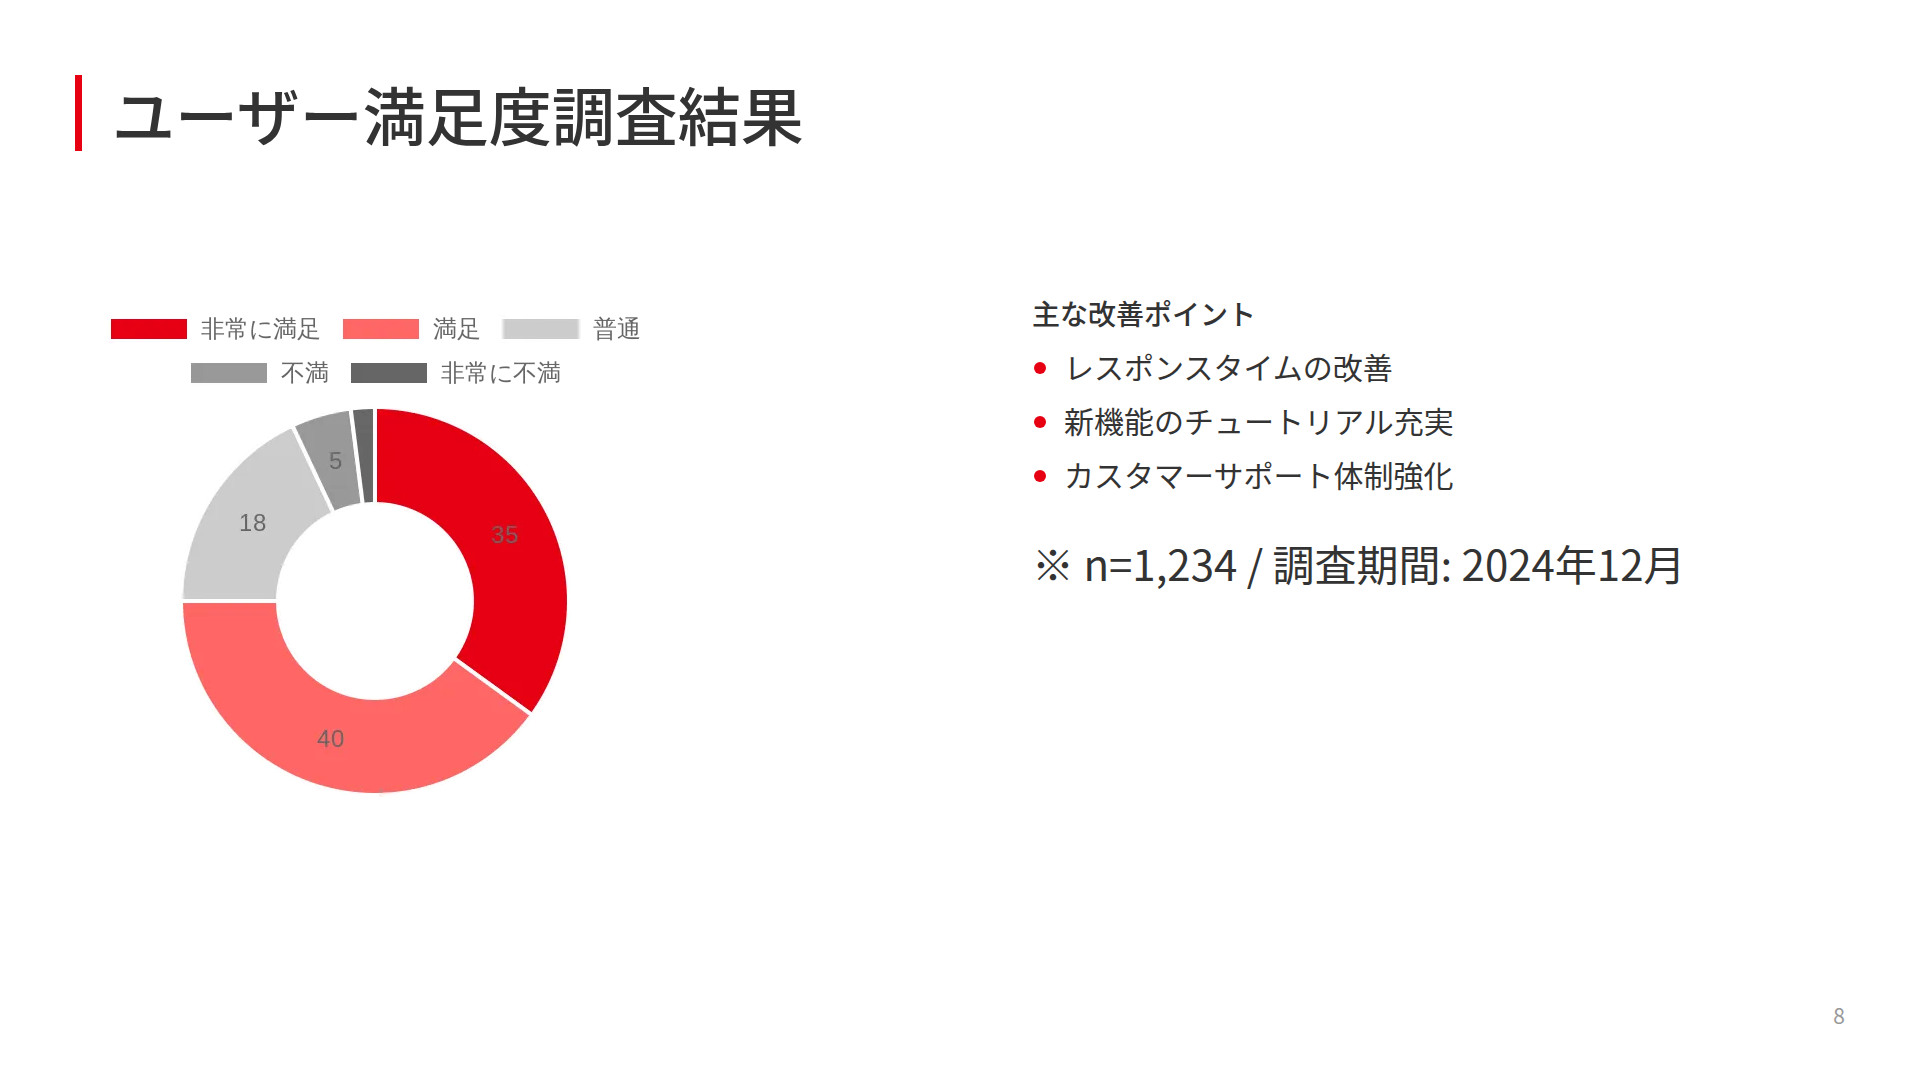 ユーザー満足度調査結果
非常に満足 満足 普通
不満 非常に不満
5
18
35
40
主な改善ポイント
レスポンスタイムの改善
新機能のチュートリアル充実
カスタマーサポート体制強化
※ n=1,234 / 調査期間: 2024年12月
8